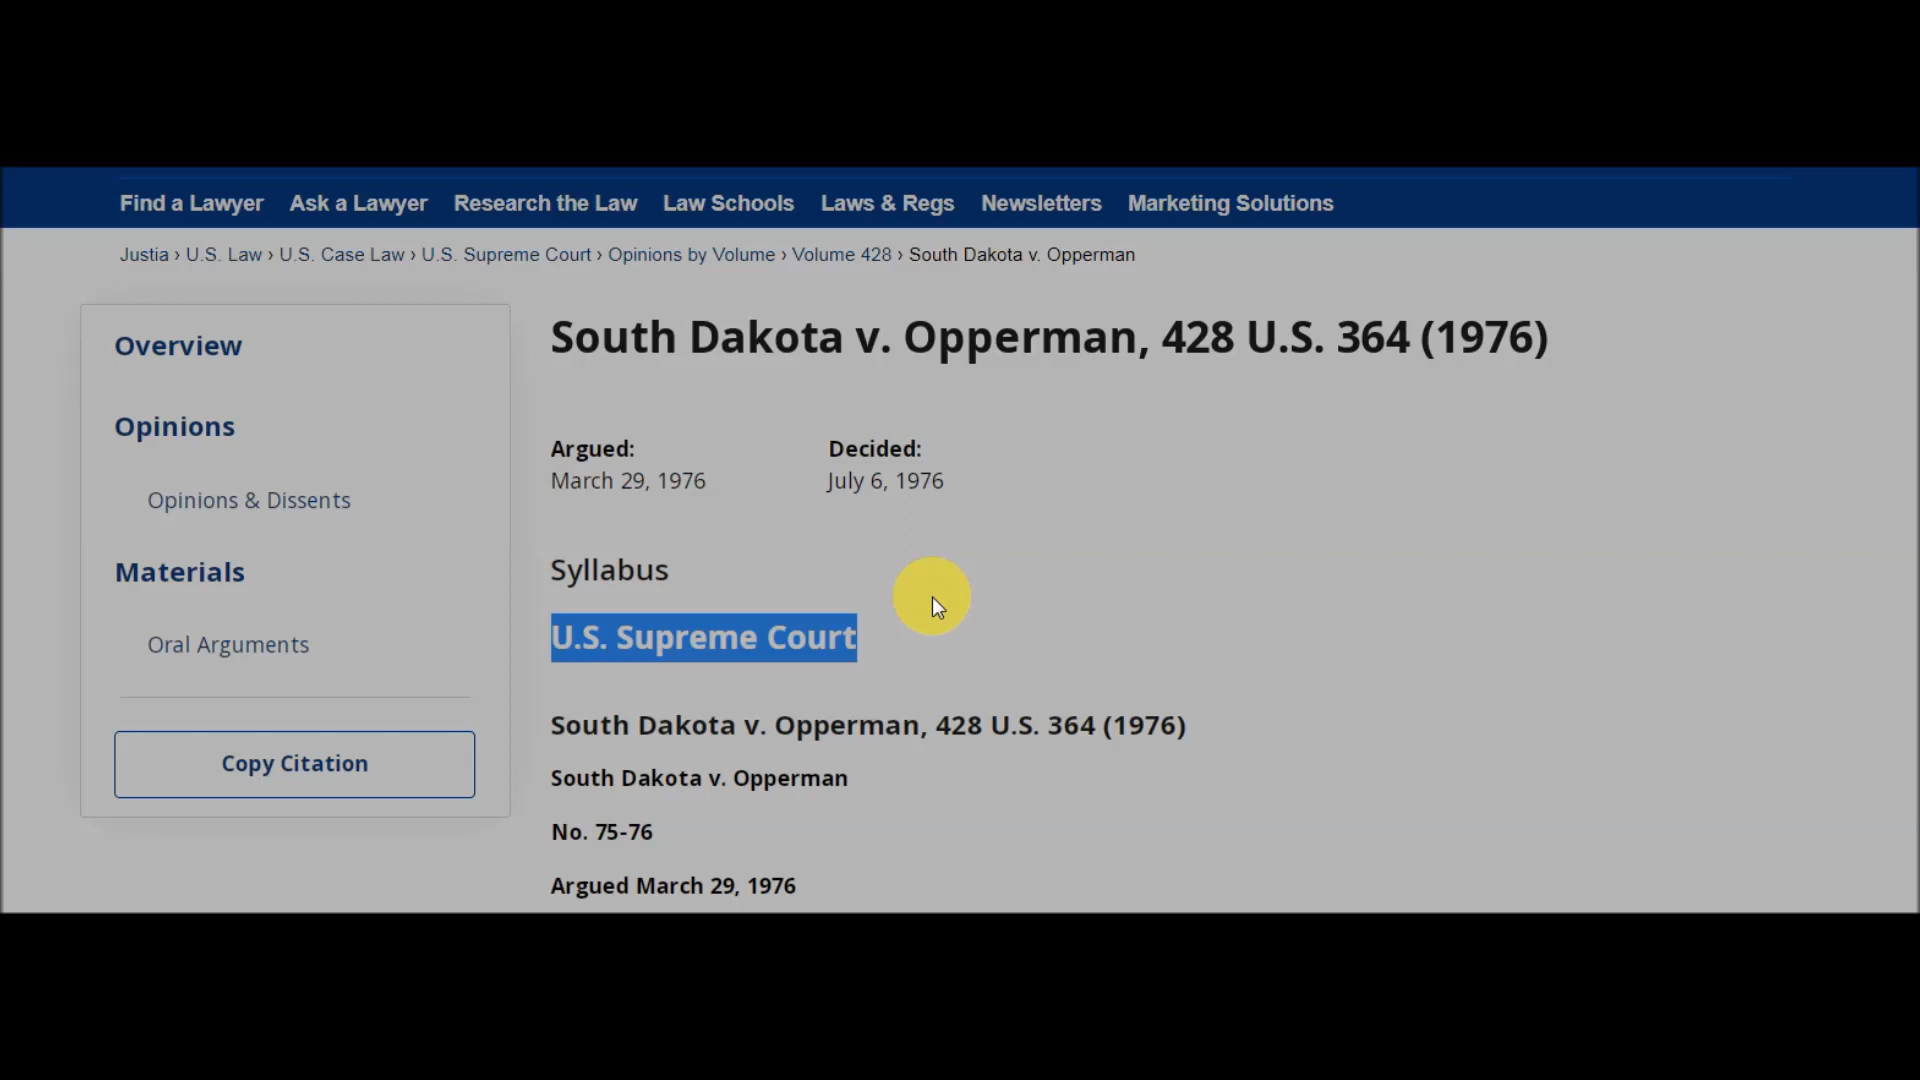 Find a Lawyer Ask a Lawyer Research the Law Law Schools Laws & Regs Newsletters Marketing Solutions
Justia › U.S. Law › U.S. Case Law › U.S. Supreme Court › Opinions by Volume › Volume 428 › South Dakota v. Opperman
Overview
Opinions
Opinions & Dissents
Materials
Oral Arguments
Copy Citation
South Dakota v. Opperman, 428 U.S. 364 (1976)
Argued:
March 29, 1976
Decided:
July 6, 1976
Syllabus
U.S. Supreme Court
South Dakota v. Opperman, 428 U.S. 364 (1976)
South Dakota v. Opperman
No. 75-76
Argued March 29, 1976